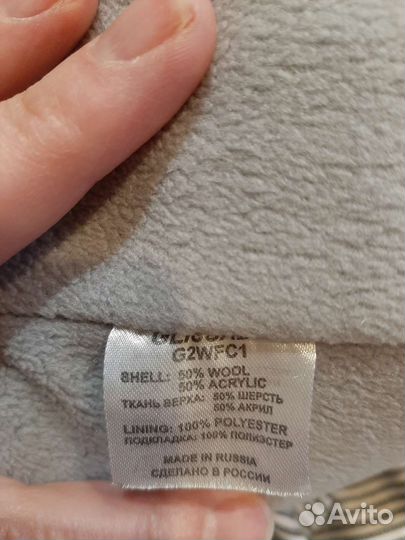 G2WFC1
SHELL: 50% WOOL
50% ACRYLIC
ТКАНЬ ВЕРХА: 50% ШЕРСТЬ
50% АКРИЛ
LINING: 100% POLYESTER
ПОДКЛАДКА: 100% ПОЛИЭСТЕР
MADE IN RUSSIA
СДЕЛАНО В РОССИИ
Avito